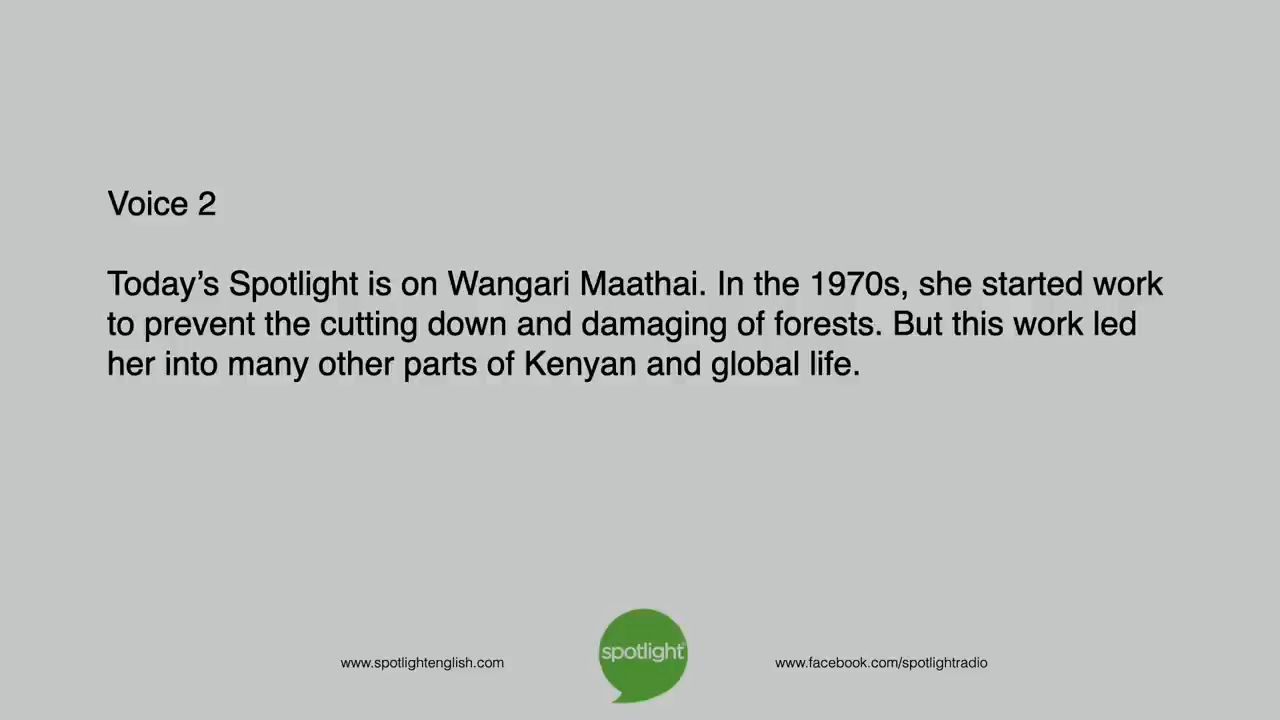 Voice 2
Today’s Spotlight is on Wangari Maathai. In the 1970s, she started work
to prevent the cutting down and damaging of forests. But this work led
her into many other parts of Kenyan and global life.
www.spotlightenglish.com
spotlight
www.facebook.com/spotlightradio